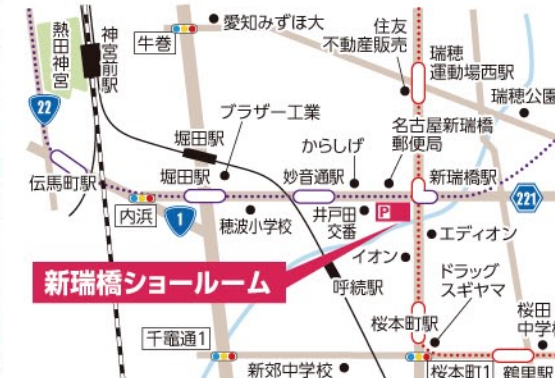 愛知みずほ大
牛巻
熱田神宮
神宮前駅
住友
不動産販売
瑞穂
運動場西駅
瑞穂公園
22
ブラザー工業
堀田駅
からしげ
名古屋新瑞橋
郵便局
伝馬町駅
堀田駅
妙音通駅
新瑞橋駅
内浜
1
穂波小学校
井戸田
交番
P
221
エディオン
イオン
新瑞橋ショールーム
呼続駅
ドラッグ
スギヤマ
桜本町駅
桜田
中学校
千竈通1
新郊中学校
桜本町1
鶴里駅